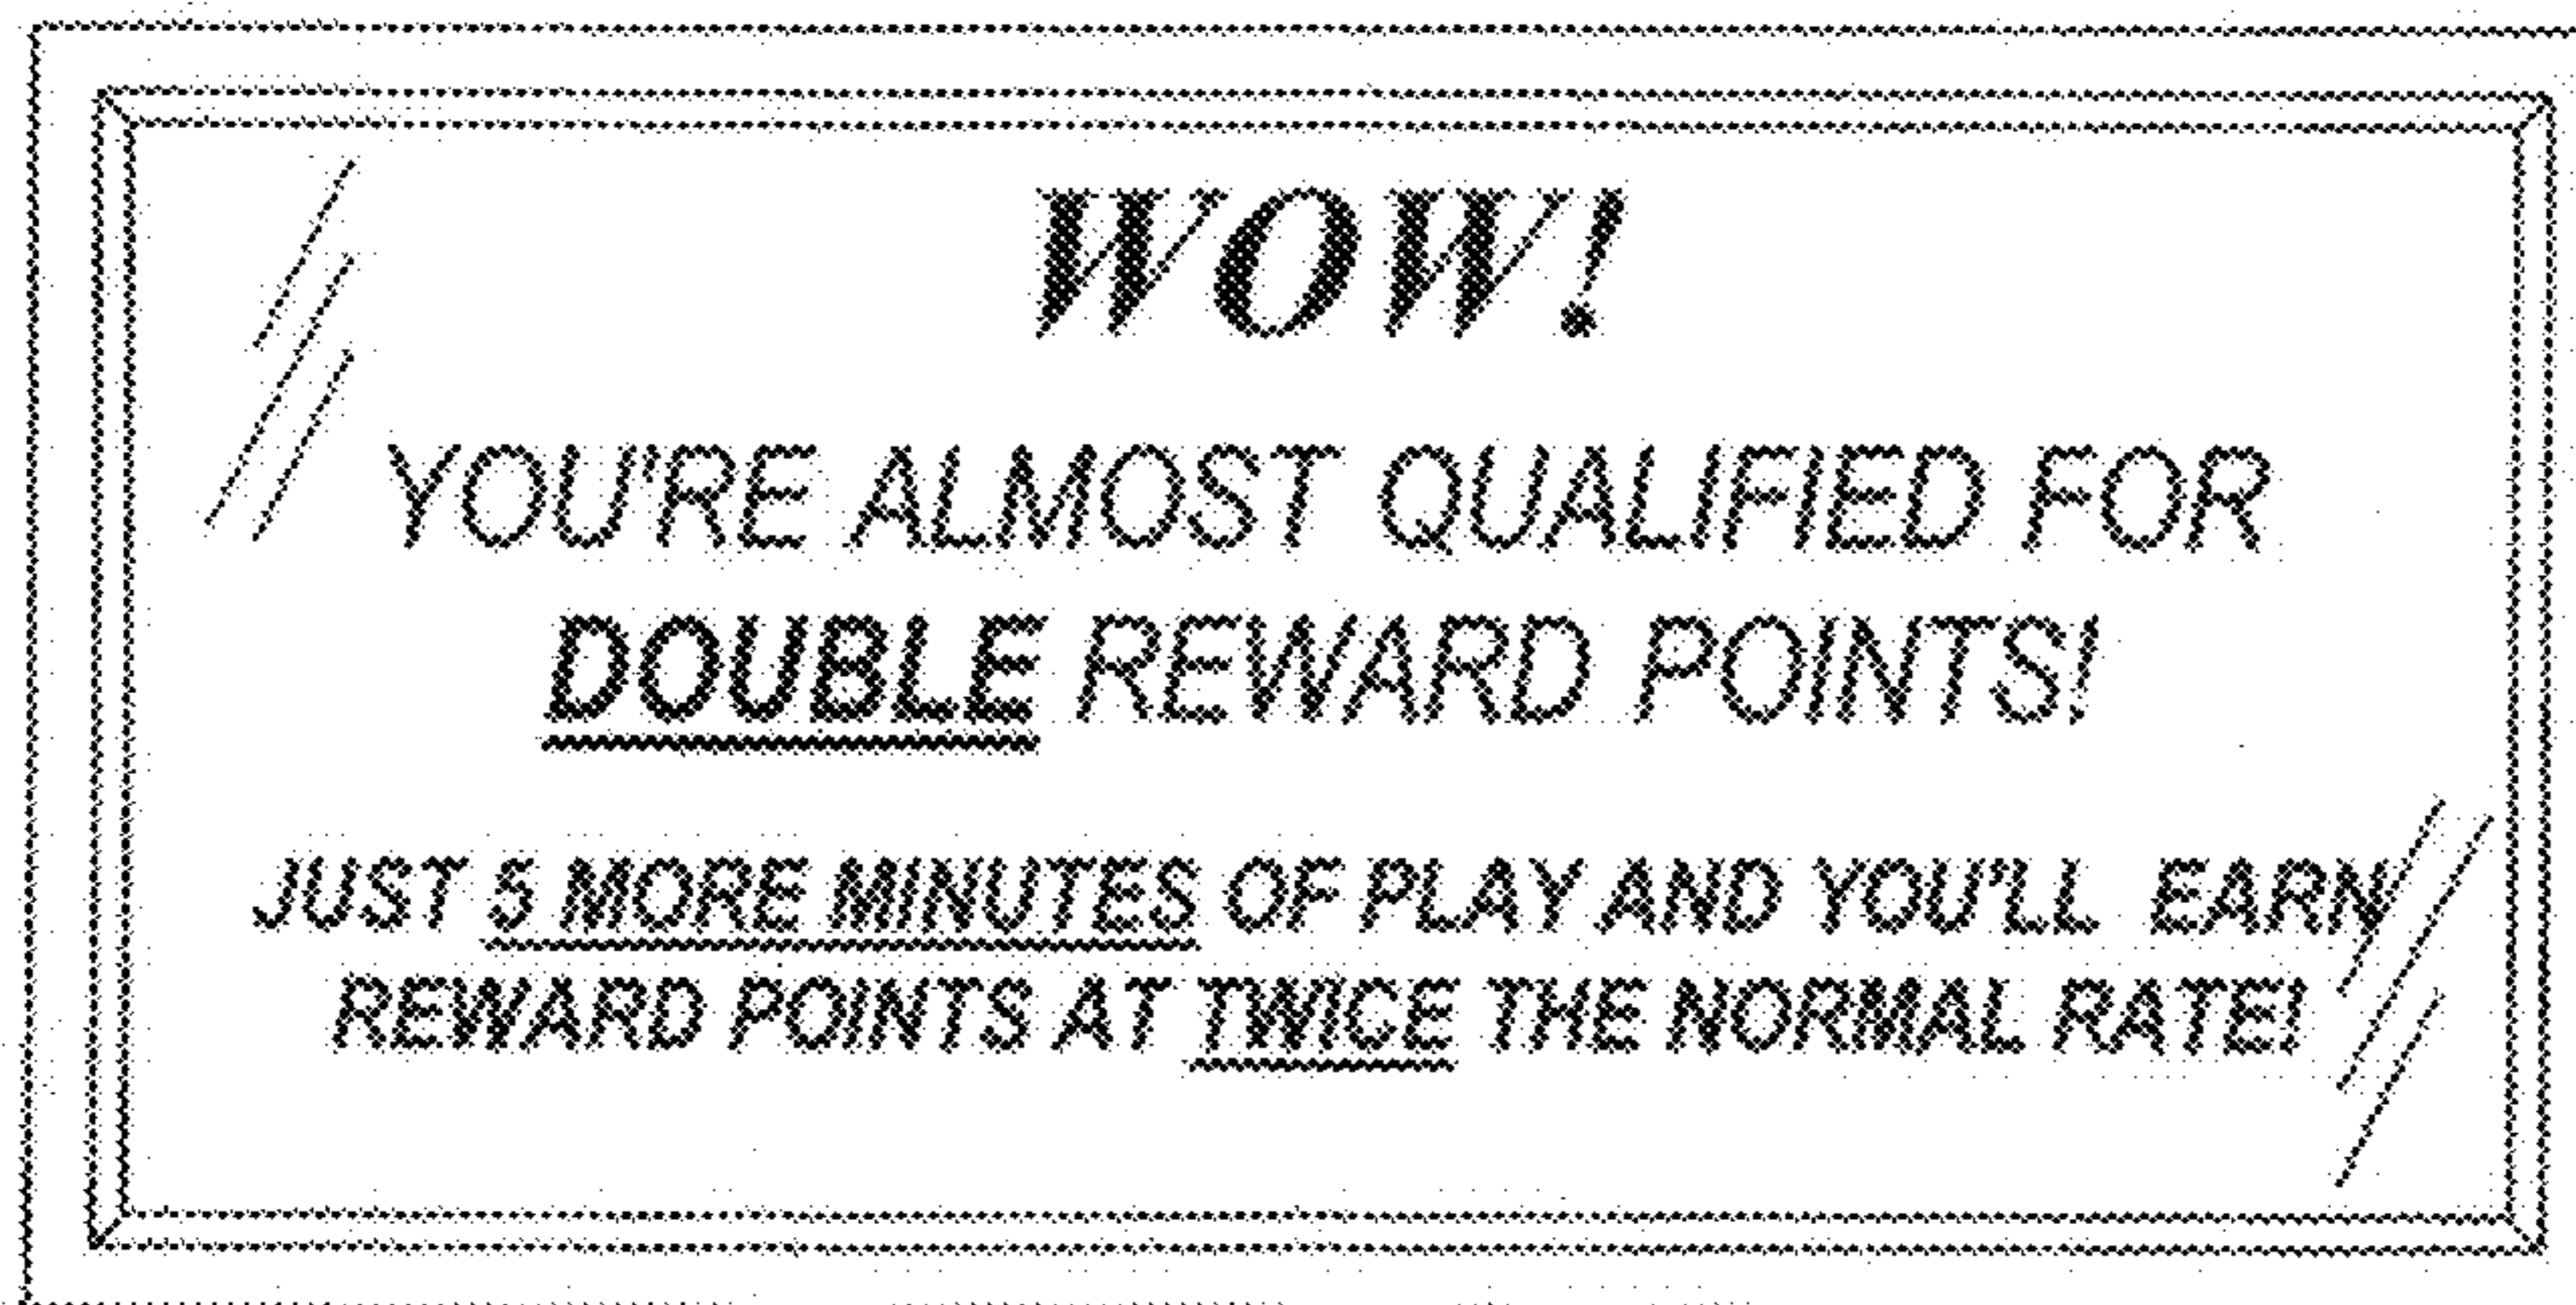 WOW!
YOU'RE ALMOST QUALIFIED FOR
DOUBLE REWARD POINTS!
JUST 5 MORE MINUTES OF PLAY AND YOU'LL EARN
REWARD POINTS AT TWICE THE NORMAL RATE!